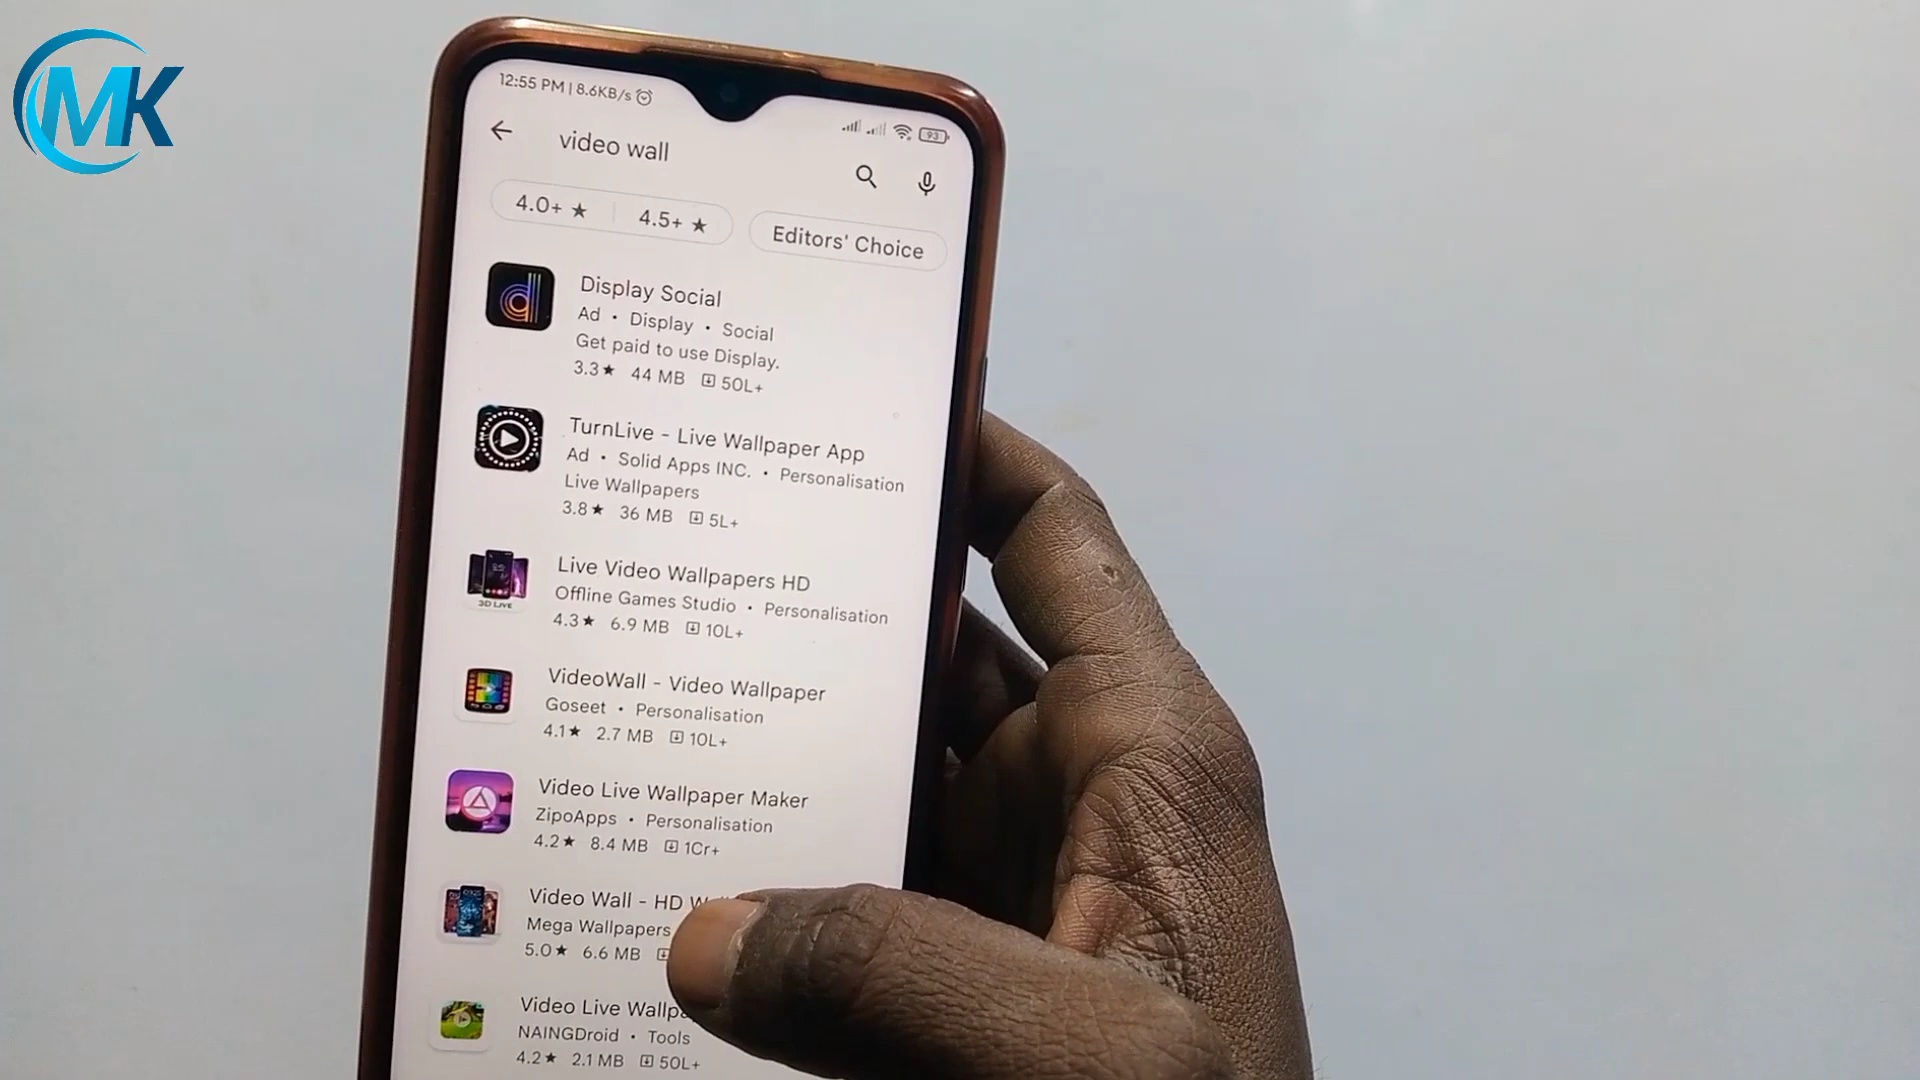 MK
12:55 PM | 8.6KB/s
93
video wall
4.0+ ★ 4.5+ ★ Editors' Choice
Display Social
Ad • Display • Social
Get paid to use Display.
3.3★ 44 MB 50L+
TurnLive - Live Wallpaper App
Ad • Solid Apps INC. • Personalisation
Live Wallpapers
3.8★ 36 MB 5L+
3D LIVE
Live Video Wallpapers HD
Offline Games Studio • Personalisation
4.3★ 6.9 MB 10L+
VideoWall - Video Wallpaper
Goseet • Personalisation
4.1★ 2.7 MB 10L+
Video Live Wallpaper Maker
ZipoApps • Personalisation
4.2★ 8.4 MB 1Cr+
Video Wall - HD
Mega Wallpapers
5.0★ 6.6 MB
Video Live
NAINGDroid • Tools
4.2★ 2.1 MB 50L+